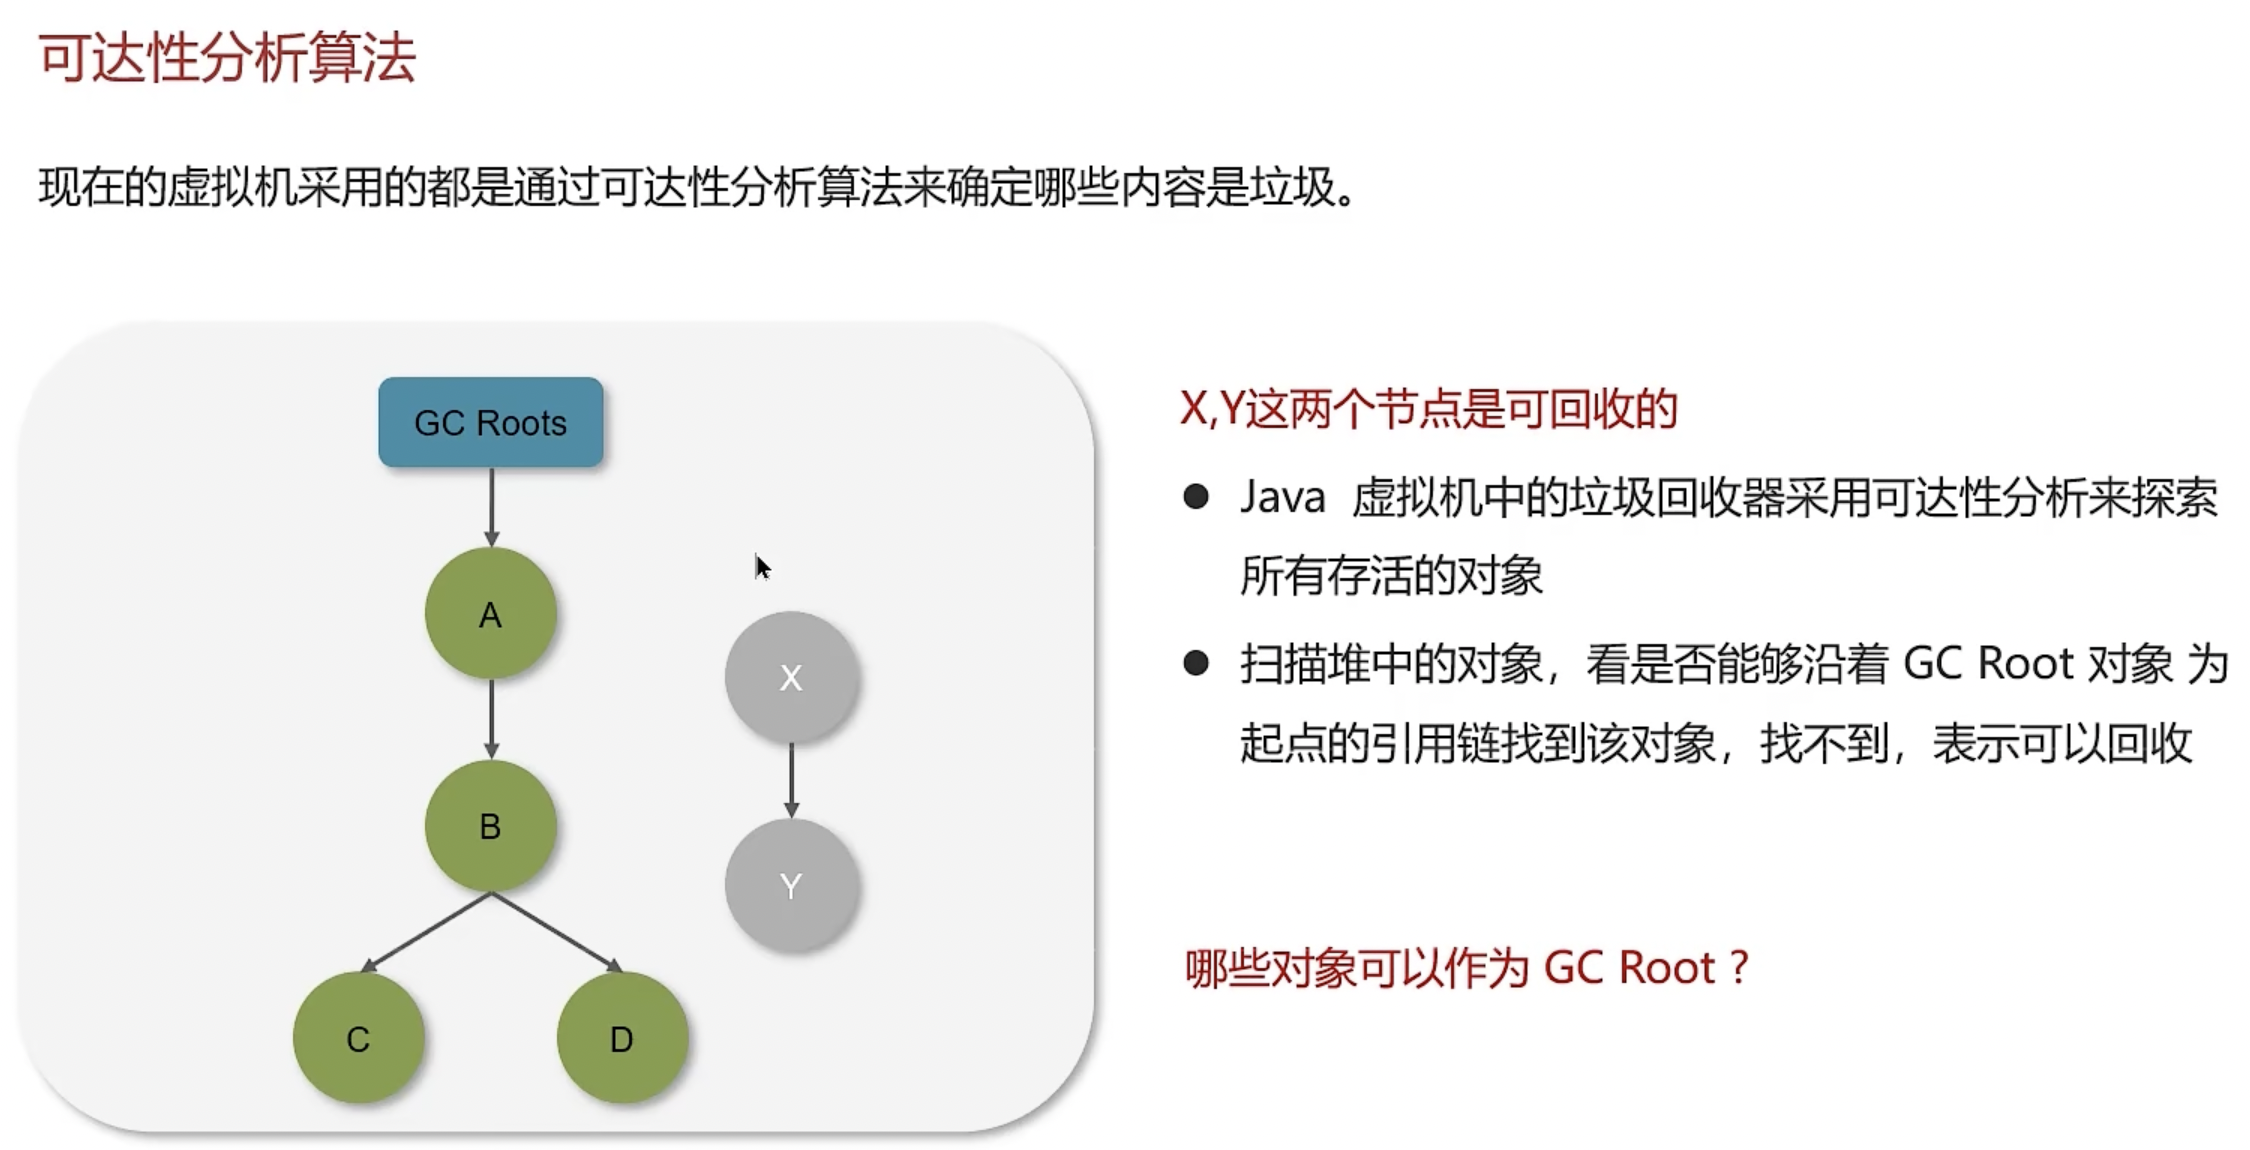 可达性分析算法
现在的虚拟机采用的都是通过可达性分析算法来确定哪些内容是垃圾。
GC Roots
A
B
C
D
X
Y
X,Y这两个节点是可回收的
● Java 虚拟机中的垃圾回收器采用可达性分析来探索
所有存活的对象
● 扫描堆中的对象，看是否能够沿着 GC Root 对象 为
起点的引用链找到该对象，找不到，表示可以回收
哪些对象可以作为 GC Root ?